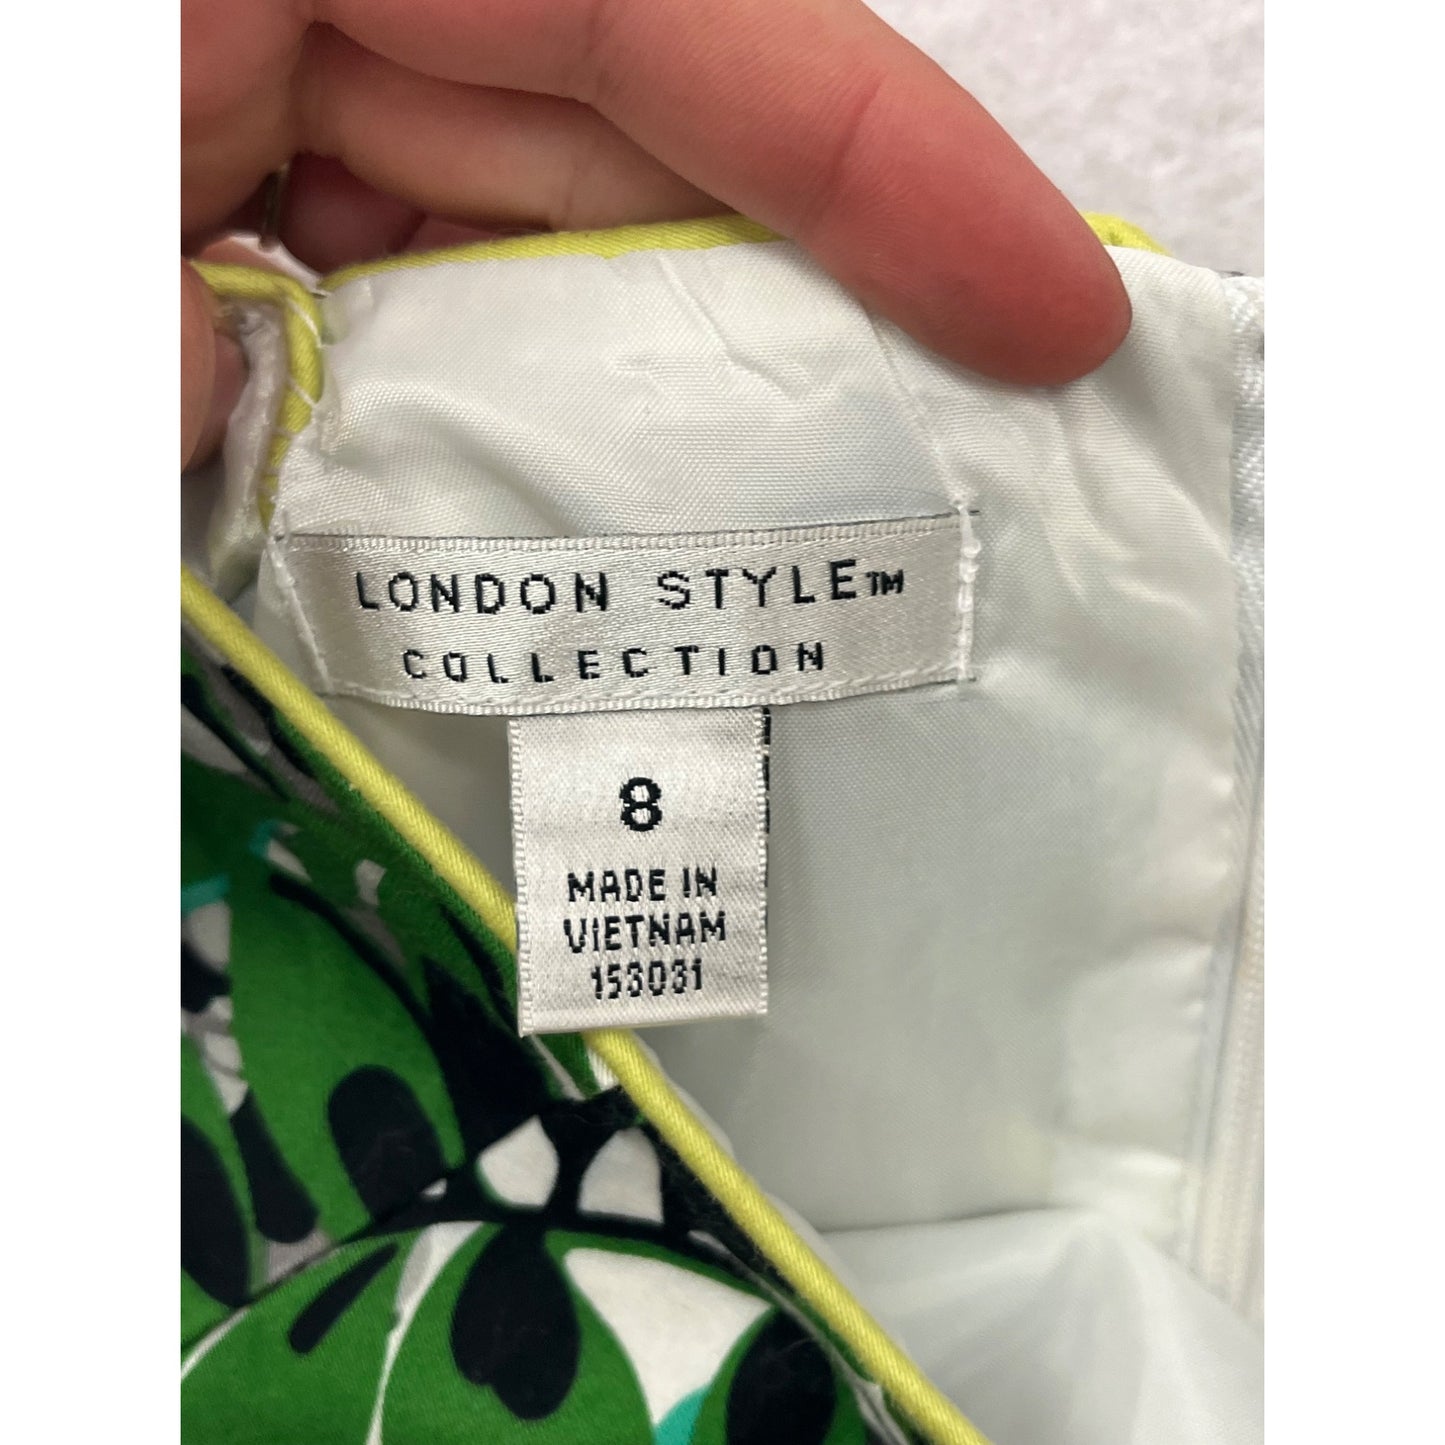 LONDON STYLE™
COLLECTION
8
MADE IN
VIETNAM
153031